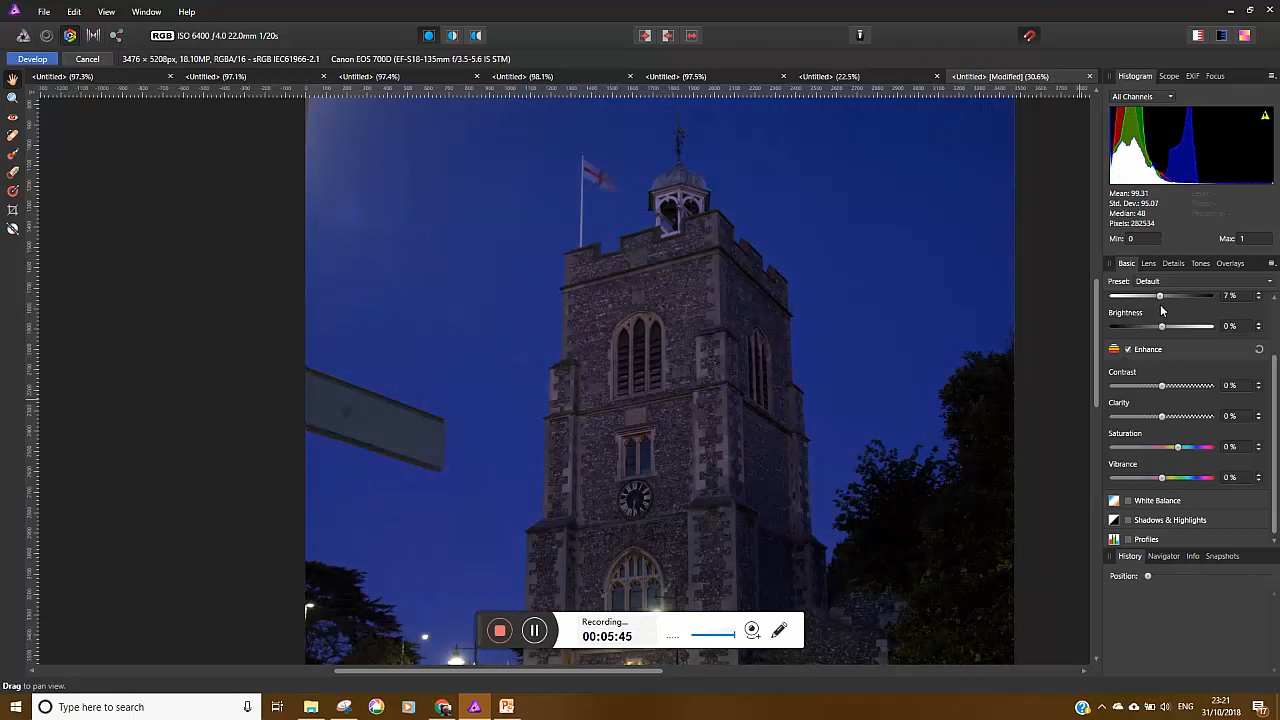 File Edit View Window Help
RGB ISO 6400 ƒ4.0 22.0mm 1/20s
Develop Cancel 3476 × 5208px, 18.10MP, RGBA/16 - sRGB IEC61966-2.1 Canon EOS 700D (EF-S18-135mm f/3.5-5.6 IS STM)
<Untitled> (97.3%) <Untitled> (97.1%) <Untitled> (97.4%) <Untitled> (98.1%) <Untitled> (97.5%) <Untitled> (22.5%) <Untitled> [Modified] (30.6%)
Histogram Scope EXIF Focus
All Channels
Mean: 99.31
Std. Dev.: 95.07
Median: 48
Pixels: 282534
Min: 0 Max: 1
Basic Lens Details Tones Overlays
Preset: Default
7 %
Brightness
0 %
Enhance
Contrast
0 %
Clarity
0 %
Saturation
0 %
Vibrance
0 %
White Balance
Shadows & Highlights
Profiles
History Navigator Info Snapshots
Position:
Recording...
00:05:45
Drag to pan view.
Type here to search
ENG
23:21
31/10/2018